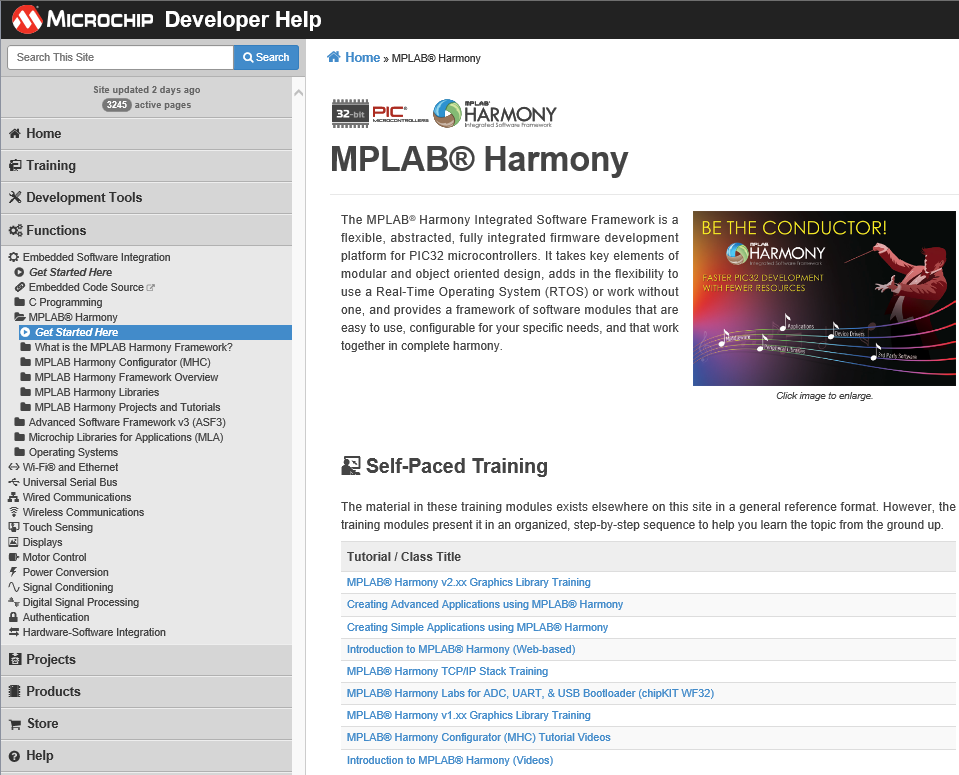 MICROCHIP Developer Help
Search This Site
Search
Site updated 2 days ago
3245 active pages
Home
Training
Development Tools
Functions
Embedded Software Integration
Get Started Here
Embedded Code Source
C Programming
MPLAB® Harmony
Get Started Here
What is the MPLAB Harmony Framework?
MPLAB Harmony Configurator (MHC)
MPLAB Harmony Framework Overview
MPLAB Harmony Libraries
MPLAB Harmony Projects and Tutorials
Advanced Software Framework v3 (ASF3)
Microchip Libraries for Applications (MLA)
Operating Systems
Wi-Fi® and Ethernet
Universal Serial Bus
Wired Communications
Wireless Communications
Touch Sensing
Displays
Motor Control
Power Conversion
Signal Conditioning
Digital Signal Processing
Authentication
Hardware-Software Integration
Projects
Products
Store
Help
Home » MPLAB® Harmony
32-bit PIC® MICROCONTROLLERS
MPLAB® HARMONY
Integrated Software Framework
MPLAB® Harmony
The MPLAB® Harmony Integrated Software Framework is a
flexible, abstracted, fully integrated firmware development
platform for PIC32 microcontrollers. It takes key elements of
modular and object oriented design, adds in the flexibility to
use a Real-Time Operating System (RTOS) or work without
one, and provides a framework of software modules that are
easy to use, configurable for your specific needs, and that work
together in complete harmony.
BE THE CONDUCTOR!
MPLAB HARMONY
Integrated Software Framework
FASTER PIC32 DEVELOPMENT
WITH FEWER RESOURCES
Applications
Device Drivers
3rd Party Software
Click image to enlarge.
Self-Paced Training
The material in these training modules exists elsewhere on this site in a general reference format. However, the
training modules present it in an organized, step-by-step sequence to help you learn the topic from the ground up.
Tutorial / Class Title
MPLAB® Harmony v2.xx Graphics Library Training
Creating Advanced Applications using MPLAB® Harmony
Creating Simple Applications using MPLAB® Harmony
Introduction to MPLAB® Harmony (Web-based)
MPLAB® Harmony TCP/IP Stack Training
MPLAB® Harmony Labs for ADC, UART, & USB Bootloader (chipKIT WF32)
MPLAB® Harmony v1.xx Graphics Library Training
MPLAB® Harmony Configurator (MHC) Tutorial Videos
Introduction to MPLAB® Harmony (Videos)